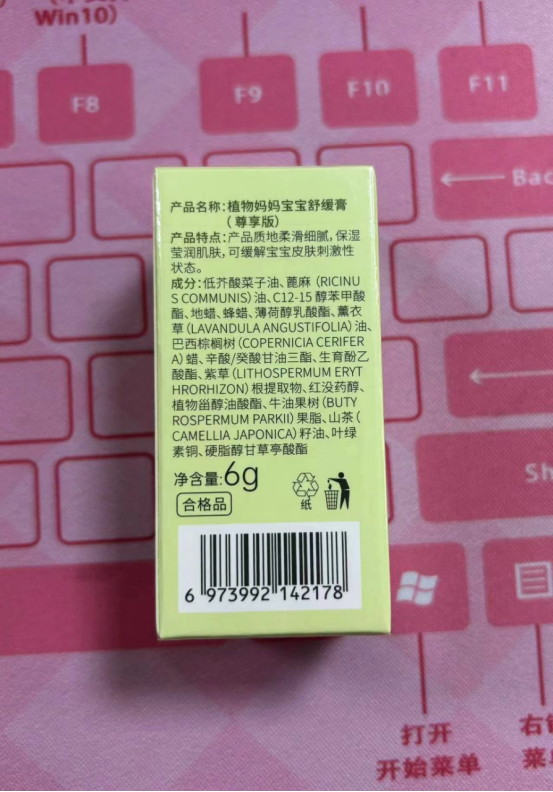 Win10)
F8
F9
F10
F11
Bac
产品名称:植物妈妈宝宝舒缓膏
(尊享版)
产品特点:产品质地柔滑细腻,保湿
莹润肌肤,可缓解宝宝皮肤刺激性
状态。
成分:低芥酸菜子油、蓖麻(RICINU
S COMMUNIS)油、C12-15 醇苯甲酸
酯、地蜡、蜂蜡、薄荷醇乳酸酯、薰衣
草(LAVANDULA ANGUSTIFOLIA)油、
巴西棕榈树(COPERNICIA CERIFER
A)蜡、辛酸/癸酸甘油三酯、生育酚乙
酸酯、紫草(LITHOSPERMUM ERYT
HRORHIZON)根提取物、红没药醇、
植物甾醇油酸酯、牛油果树(BUTY
ROSPERMUM PARKII)果脂、山茶(
CAMELLIA JAPONICA)籽油、叶绿
素铜、硬脂醇甘草亭酸酯
净含量:6g
纸
合格品
6 973992 142178
Sh
打开
开始菜单
右
菜